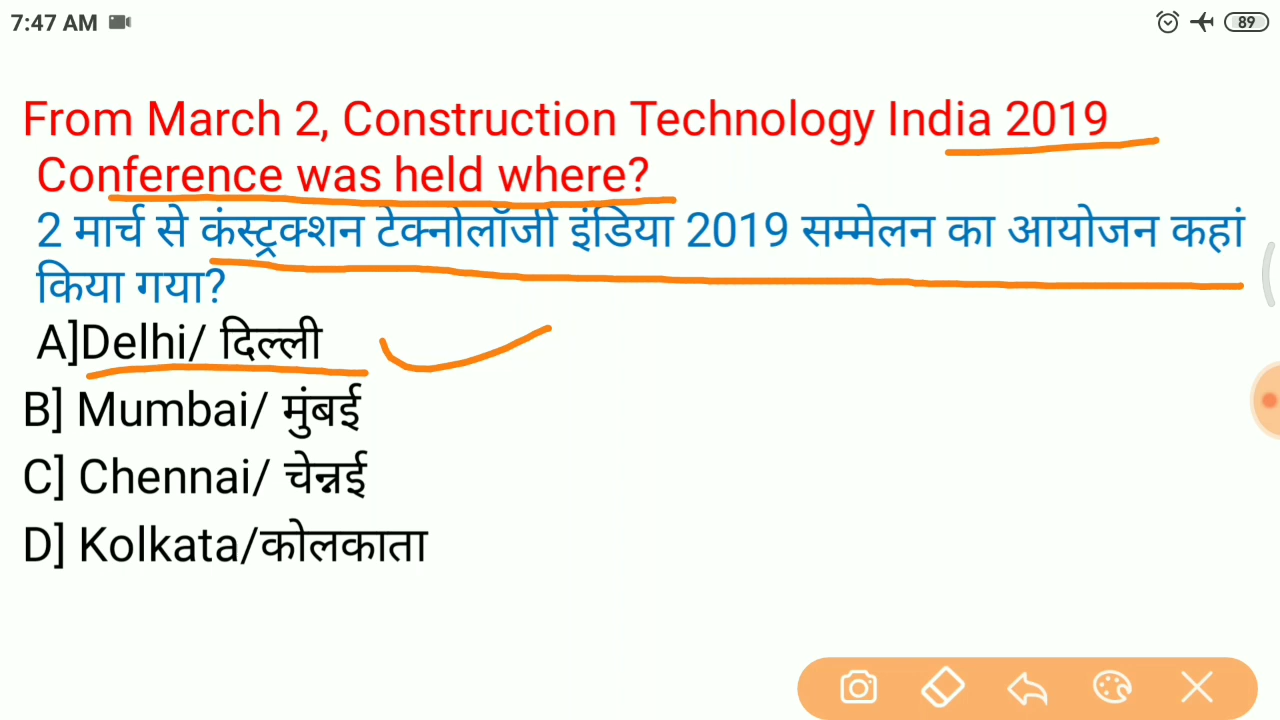 7:47 AM
89
From March 2, Construction Technology India 2019
Conference was held where?
2 मार्च से कंस्ट्रक्शन टेक्नोलॉजी इंडिया 2019 सम्मेलन का आयोजन कहां
किया गया?
A]Delhi/ दिल्ली
B] Mumbai/ मुंबई
C] Chennai/ चेन्नई
D] Kolkata/कोलकाता